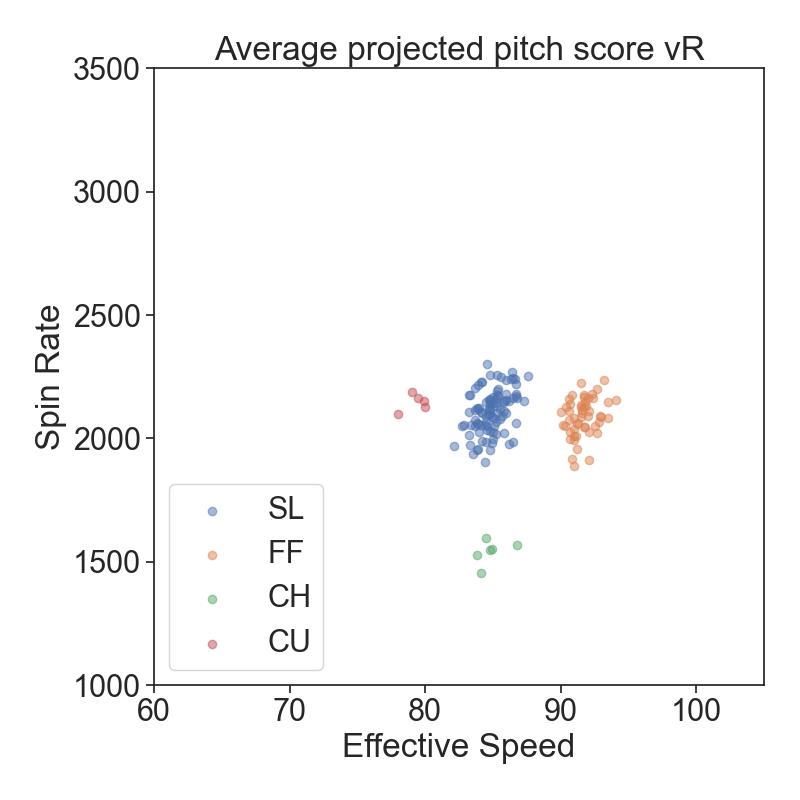 Average projected pitch score vR
3500
3000
2500
2000
1500
1000
Spin Rate
SL
FF
CH
CU
60 70 80 90 100
Effective Speed